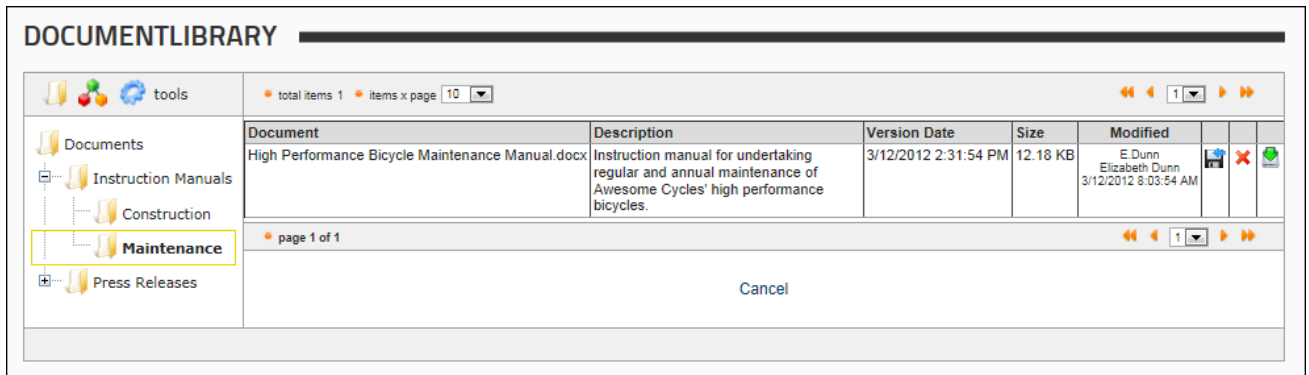 DOCUMENTLIBRARY
tools
total items 1 items x page 10
1
Documents
Instruction Manuals
Construction
Maintenance
Press Releases
Document Description Version Date Size Modified
High Performance Bicycle Maintenance Manual.docx
Instruction manual for undertaking
regular and annual maintenance of
Awesome Cycles' high performance
bicycles.
3/12/2012 2:31:54 PM
12.18 KB
E.Dunn
Elizabeth Dunn
3/12/2012 8:03:54 AM
page 1 of 1
1
Cancel